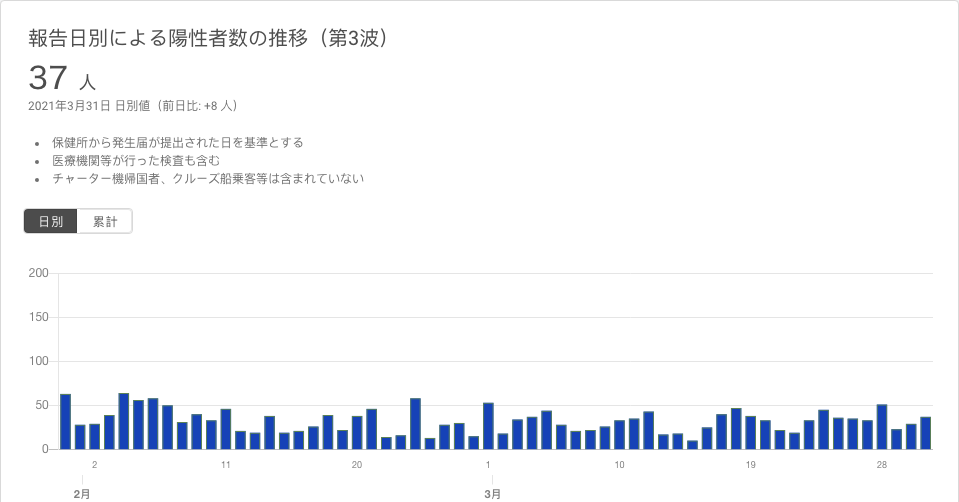 報告日別による陽性者数の推移（第3波）
37 人
2021年3月31日 日別値（前日比: +8 人）
• 保健所から発生届が提出された日を基準とする
• 医療機関等が行った検査も含む
• チャーター機帰国者、クルーズ船乗客等は含まれていない
日別 累計
200
150
100
50
0
2 11 20 1 10 19 28
2月 3月